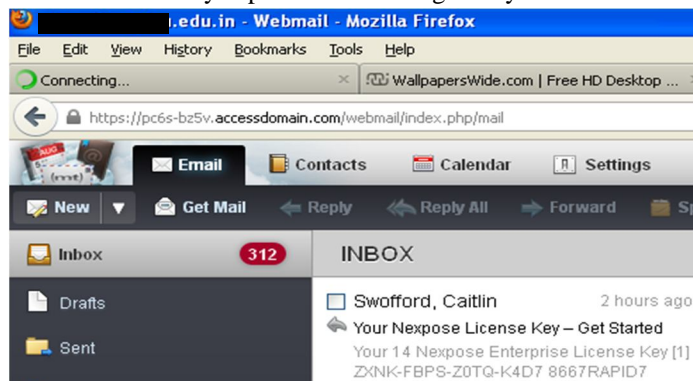 .edu.in - Webmail - Mozilla Firefox
File Edit View History Bookmarks Tools Help
Connecting... × WallpapersWide.com | Free HD Desktop ...
https://pc6s-bz5v.accessdomain.com/webmail/index.php/mail
AUG Email Contacts Calendar Settings
New Get Mail Reply Reply All Forward Sp
Inbox 312 INBOX
Drafts Swofford, Caitlin 2 hours ago
Your Nexpose License Key – Get Started
Sent Your 14 Nexpose Enterprise License Key [1]
ZXNK-FBPS-Z0TQ-K4D7 8667RAPID7